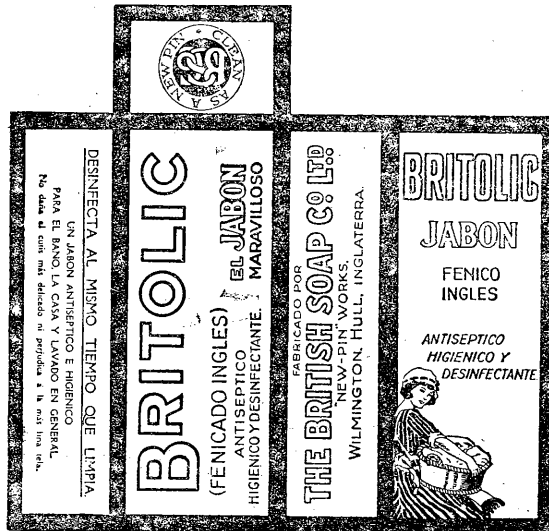 CLEAN AS A NEW PIN
DESINFECTA AL MISMO TIEMPO QUE LIMPIA
UN JABON ANTISEPTICO E HIGIENICO
PARA EL BANO, LA CASA Y LAVADO EN GENERAL
No daña al cutis más delicado ni perjudica a la más fina tela.
BRITOLIC
(FENICADO INGLES)
ANTISEPTICO
HIGIENICO Y DESINFECTANTE.
EL JABON
MARAVILLOSO
FABRICADO POR
THE BRITISH SOAP Co LTD
"NEW-PIN" WORKS,
WILMINGTON, HULL, INGLATERRA.
BRITOLIC
JABON
FENICO
INGLES
ANTISEPTICO
HIGIENICO Y
DESINFECTANTE